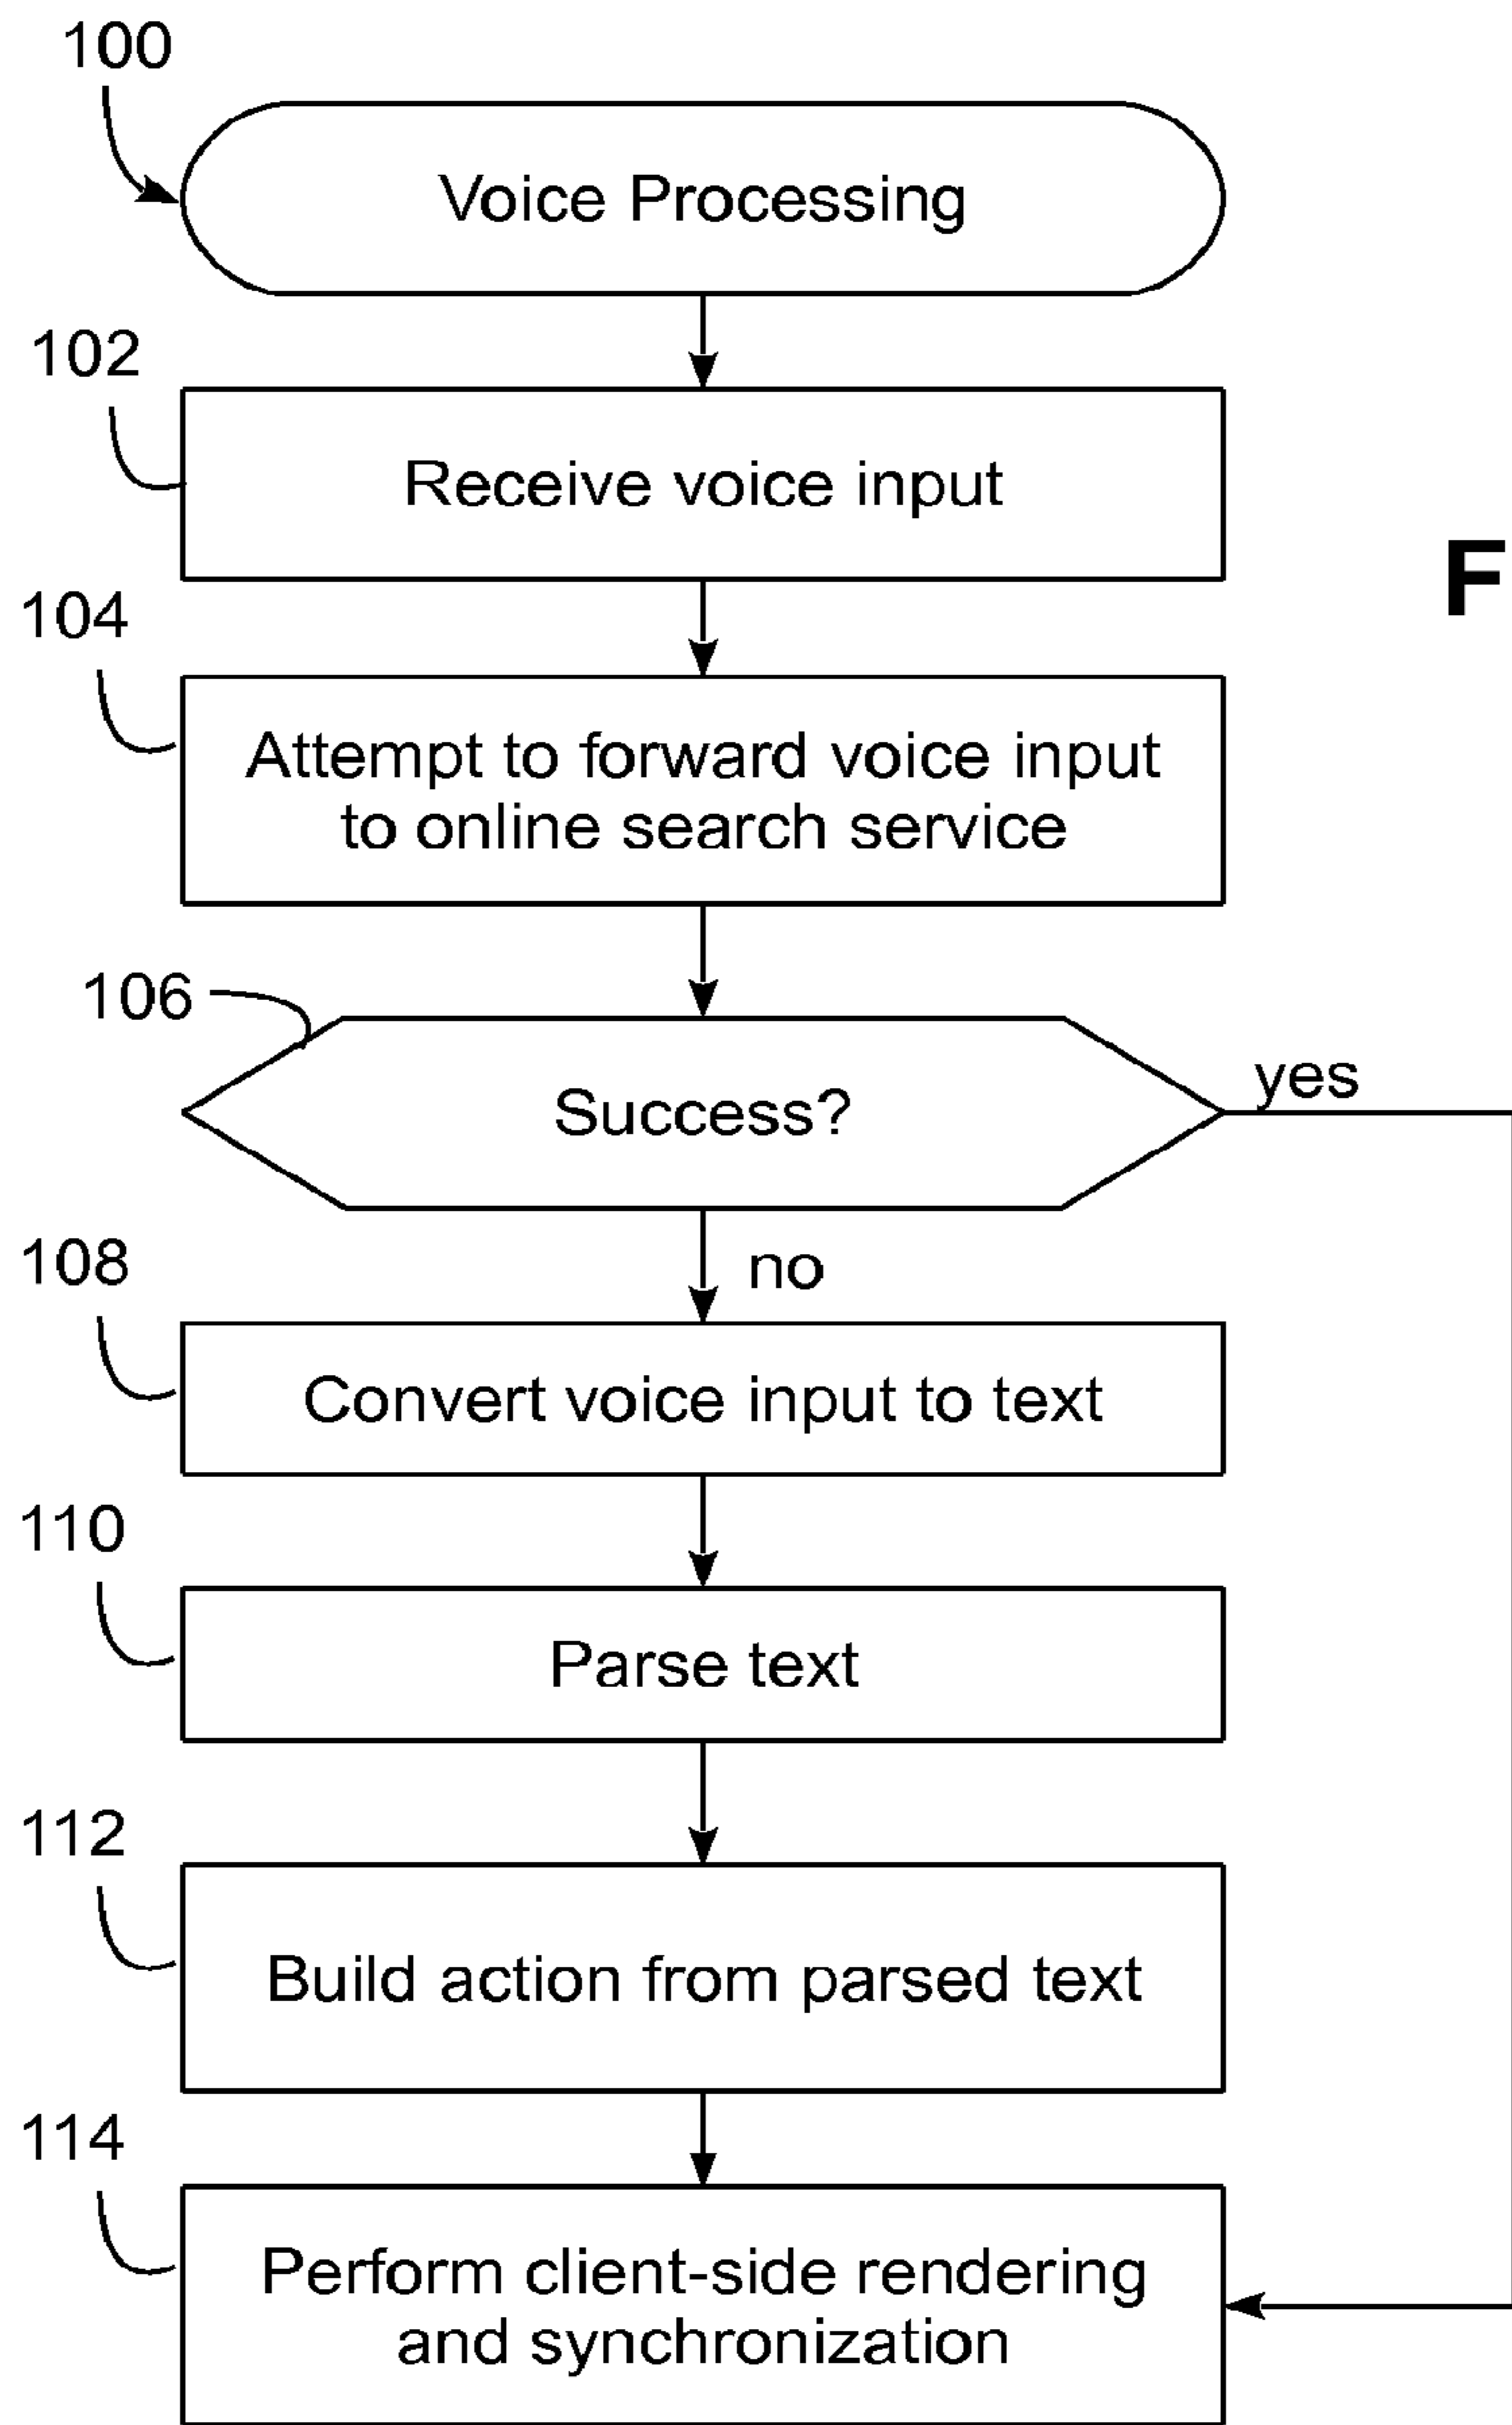 100
Voice Processing
102
Receive voice input
F
104
Attempt to forward voice input
to online search service
106
Success?
yes
no
108
Convert voice input to text
110
Parse text
112
Build action from parsed text
114
Perform client-side rendering
and synchronization